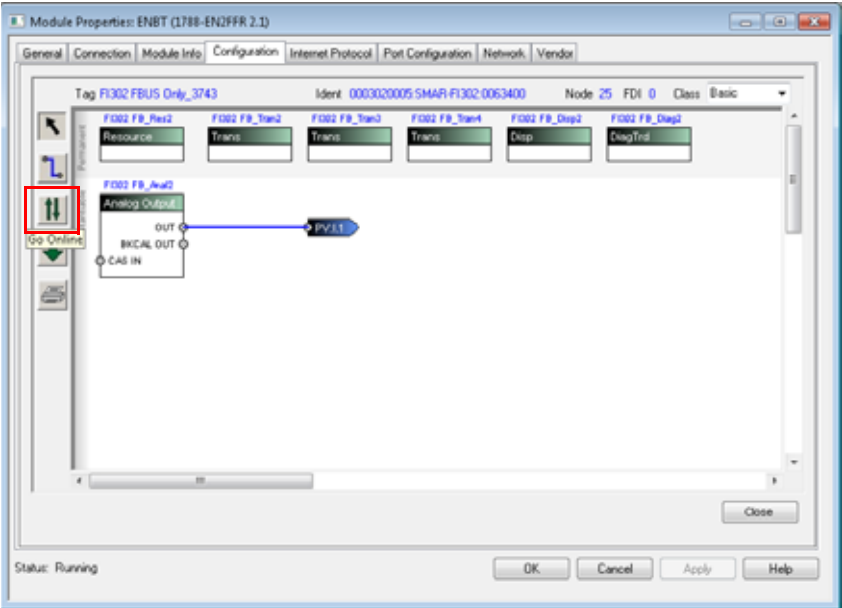 Module Properties: ENBT (1788-EN2FFR 2.1)
General Connection Module Info Configuration Internet Protocol Port Configuration Network Vendor
Tag FI302 FBUS Only_3743 Ident 0003020005:SMAR-FI302:0063400 Node 25 FDI 0 Class Basic
Permanent
FI302 FB_Res2 FI302 FB_Tran2 FI302 FB_Tran3 FI302 FB_Tran4 FI302 FB_Disp2 FI302 FB_Diag2
Resource Trans Trans Trans Disp DiagTrd
FI302 FB_AnalO2
Analog Output
OUT PV.I.1
BKCAL OUT
CAS IN
Go Online
Close
Status: Running
OK Cancel Apply Help